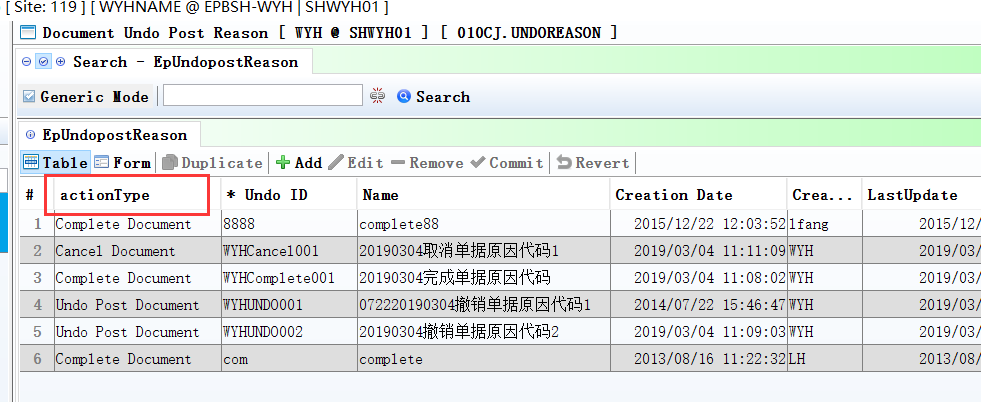 [ Site: 119 ] [ WYHNAME @ EPBSH-WYH | SHWYH01 ]
Document Undo Post Reason [ WYH @ SHWYH01 ] [ 010CJ.UNDOREASON ]
Search - EpUndopostReason
Generic Mode Search
EpUndopostReason
Table Form Duplicate Add Edit Remove Commit Revert
# actionType * Undo ID Name Creation Date Crea... LastUpdate
1 Complete Document 8888 complete88 2015/12/22 12:03:52 lfang 2015/12/
2 Cancel Document WYHCancel001 20190304取消单据原因代码1 2019/03/04 11:11:09 WYH 2019/03/
3 Complete Document WYHComplete001 20190304完成单据原因代码 2019/03/04 11:08:02 WYH 2019/03/
4 Undo Post Document WYHUNDO001 072220190304撤销单据原因代码1 2014/07/22 15:46:47 WYH 2019/03/
5 Undo Post Document WYHUNDO002 20190304撤销单据原因代码2 2019/03/04 11:09:03 WYH 2019/03/
6 Complete Document com complete 2013/08/16 11:22:32 LH 2013/08/